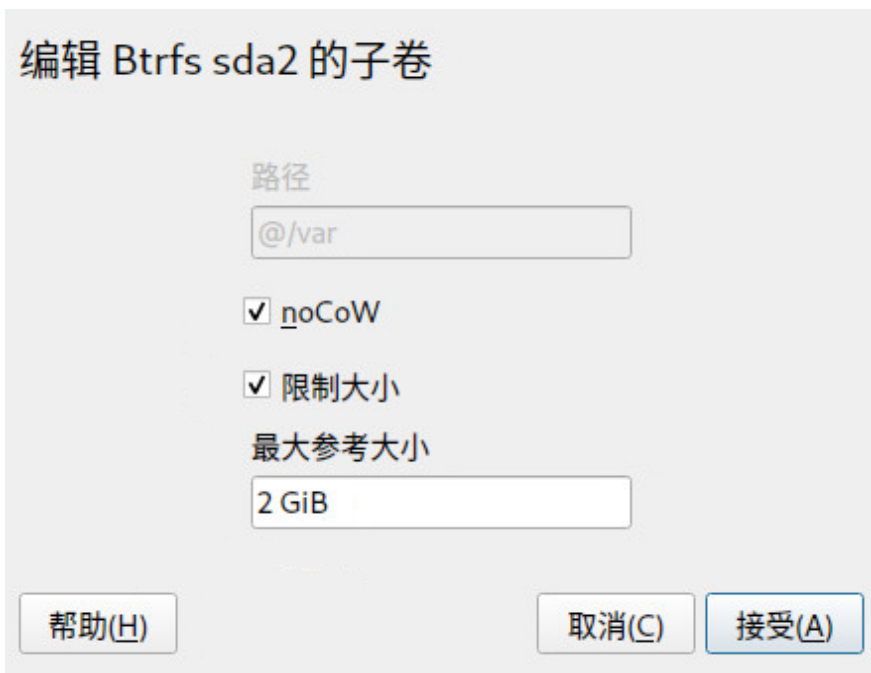 编辑 Btrfs sda2 的子卷
路径
@/var
noCoW
限制大小
最大参考大小
2 GiB
帮助(H)
取消(C)
接受(A)